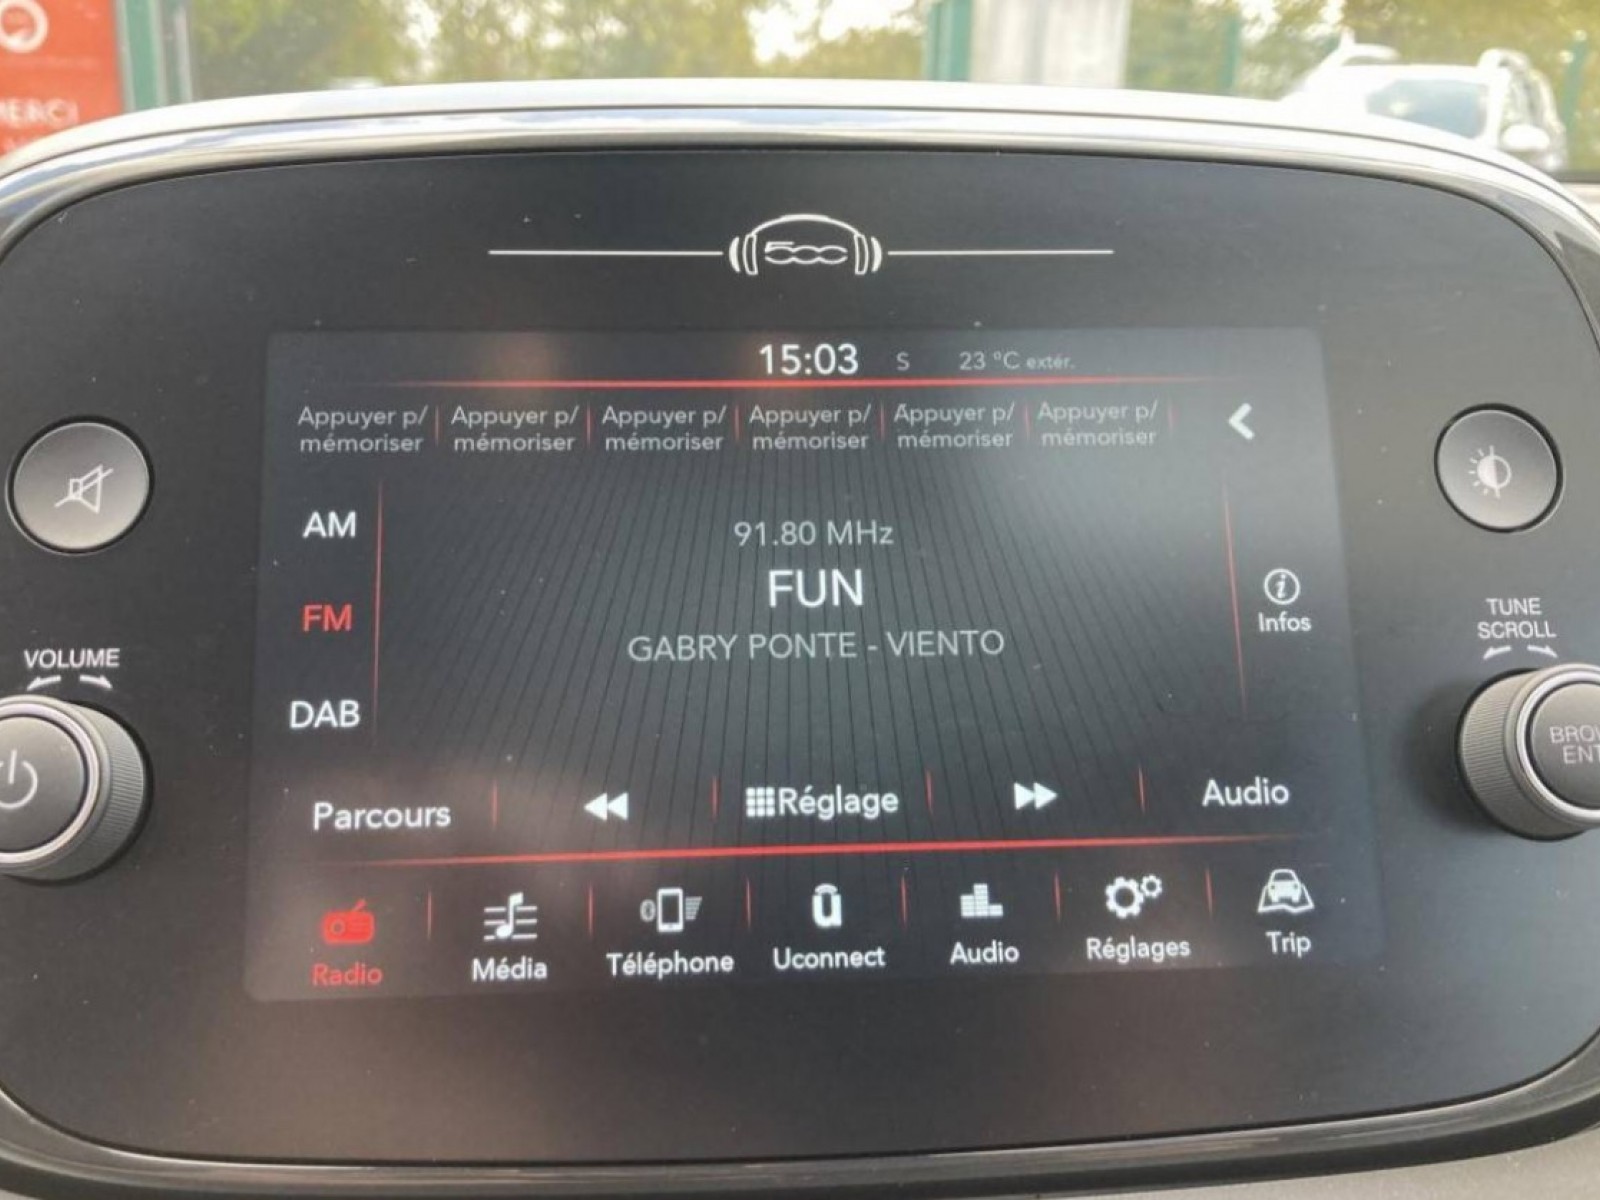 MERCI
500
15:03 S 23 °C extér.
Appuyer p/ Appuyer p/ Appuyer p/ Appuyer p/ Appuyer p/ Appuyer p/
mémoriser mémoriser mémoriser mémoriser mémoriser mémoriser
AM
91.80 MHz
FUN
FM
GABRY PONTE - VIENTO
Infos
DAB
VOLUME
TUNE
SCROLL
Parcours Réglage Audio
Radio Média Téléphone Uconnect Audio Réglages Trip